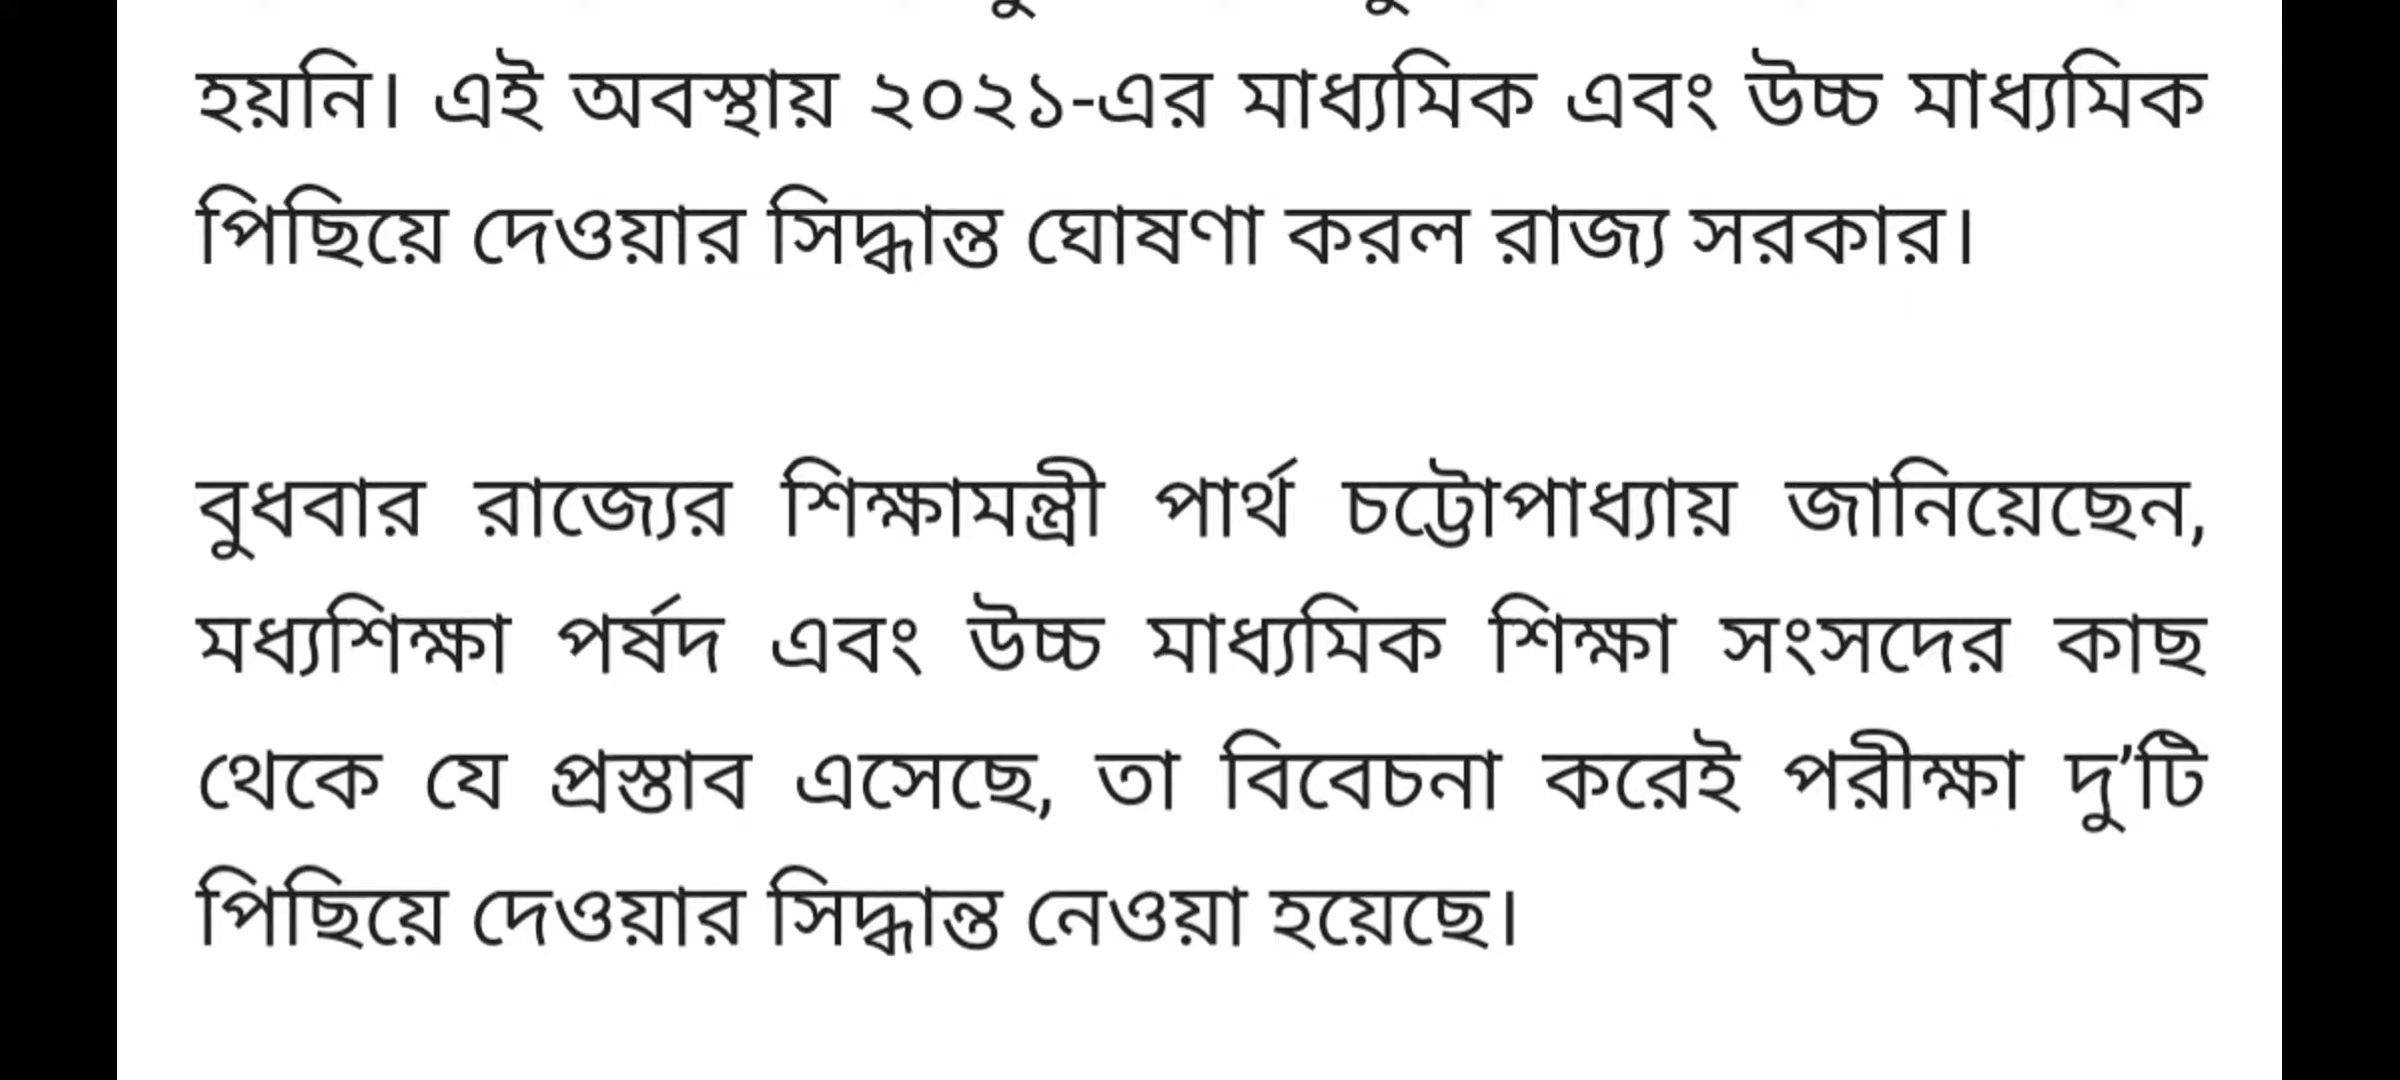 হয়নি। এই অবস্থায় ২০২১-এর মাধ্যমিক এবং উচ্চ মাধ্যমিক
পিছিয়ে দেওয়ার সিদ্ধান্ত ঘোষণা করল রাজ্য সরকার।
বুধবার রাজ্যের শিক্ষামন্ত্রী পার্থ চট্টোপাধ্যায় জানিয়েছেন,
মধ্যশিক্ষা পর্ষদ এবং উচ্চ মাধ্যমিক শিক্ষা সংসদের কাছ
থেকে যে প্রস্তাব এসেছে, তা বিবেচনা করেই পরীক্ষা দু’টি
পিছিয়ে দেওয়ার সিদ্ধান্ত নেওয়া হয়েছে।